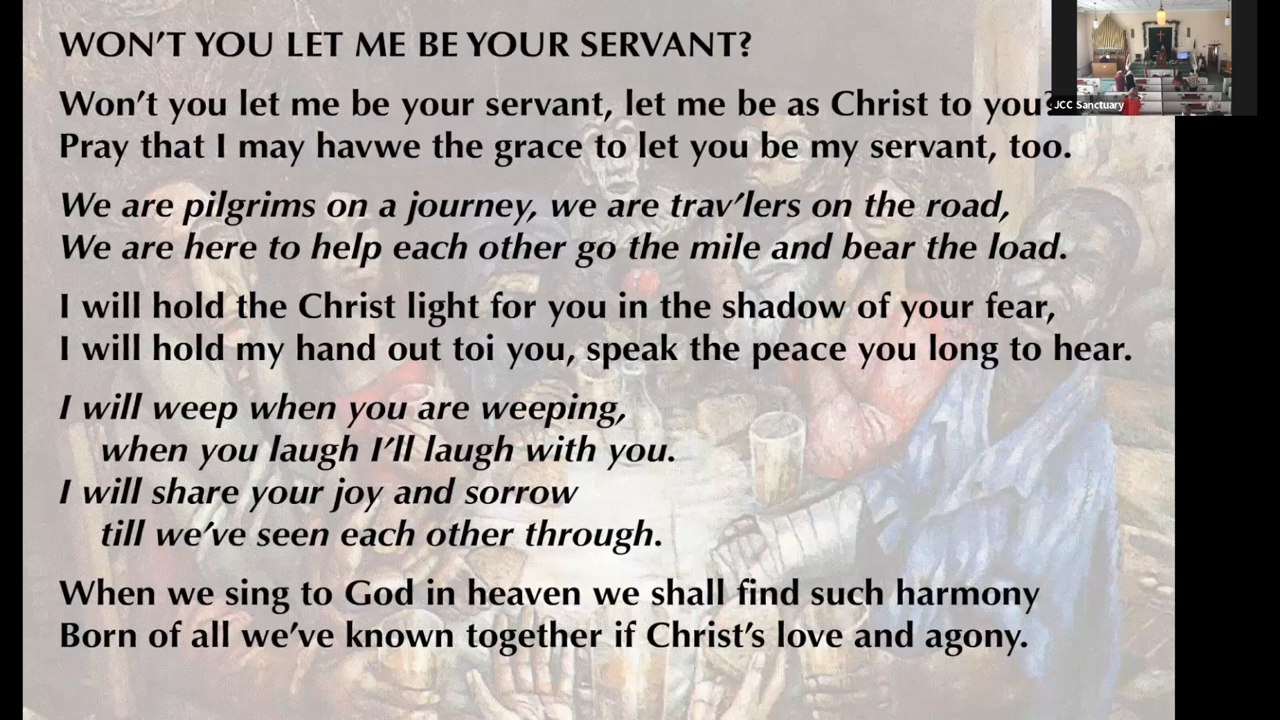 WON’T YOU LET ME BE YOUR SERVANT?
Won’t you let me be your servant, let me be as Christ to you?
Pray that I may havwe the grace to let you be my servant, too.
We are pilgrims on a journey, we are trav’lers on the road,
We are here to help each other go the mile and bear the load.
I will hold the Christ light for you in the shadow of your fear,
I will hold my hand out toi you, speak the peace you long to hear.
I will weep when you are weeping,
when you laugh I’ll laugh with you.
I will share your joy and sorrow
till we’ve seen each other through.
When we sing to God in heaven we shall find such harmony
Born of all we’ve known together if Christ’s love and agony.
JCC Sanctuary